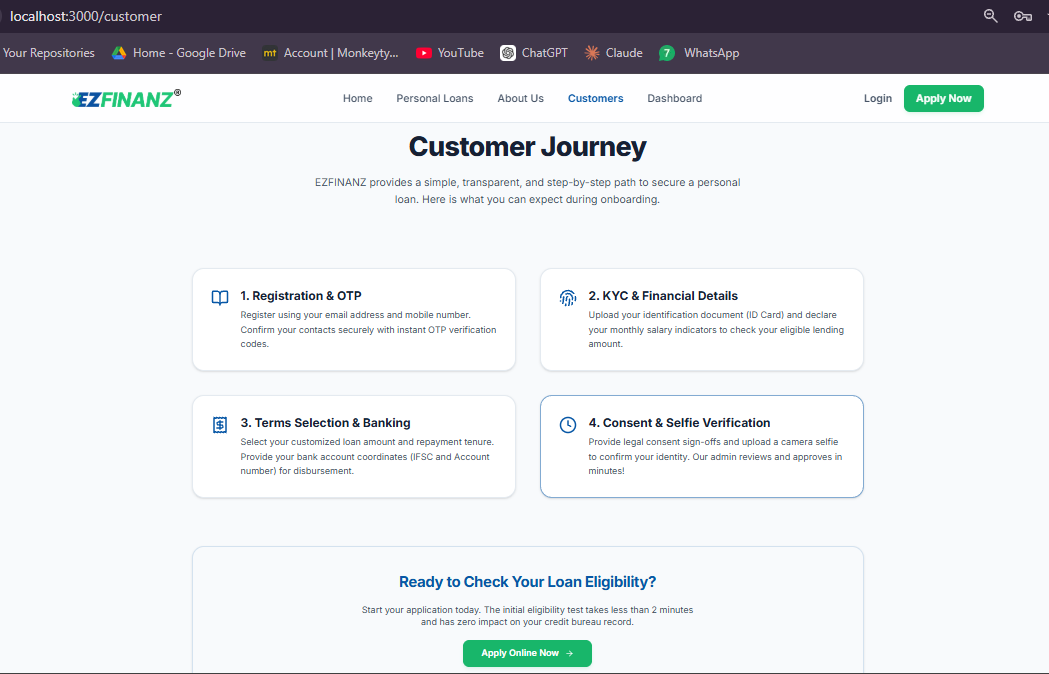 localhost:3000/customer
Your Repositories Home - Google Drive mt Account | Monkeyty... YouTube ChatGPT Claude 7 WhatsApp
EZFINANZ® Home Personal Loans About Us Customers Dashboard Login Apply Now
Customer Journey
EZFINANZ provides a simple, transparent, and step-by-step path to secure a personal
loan. Here is what you can expect during onboarding.
1. Registration & OTP
Register using your email address and mobile number.
Confirm your contacts securely with instant OTP verification
codes.
2. KYC & Financial Details
Upload your identification document (ID Card) and declare
your monthly salary indicators to check your eligible lending
amount.
3. Terms Selection & Banking
Select your customized loan amount and repayment tenure.
Provide your bank account coordinates (IFSC and Account
number) for disbursement.
4. Consent & Selfie Verification
Provide legal consent sign-offs and upload a camera selfie
to confirm your identity. Our admin reviews and approves in
minutes!
Ready to Check Your Loan Eligibility?
Start your application today. The initial eligibility test takes less than 2 minutes
and has zero impact on your credit bureau record.
Apply Online Now →